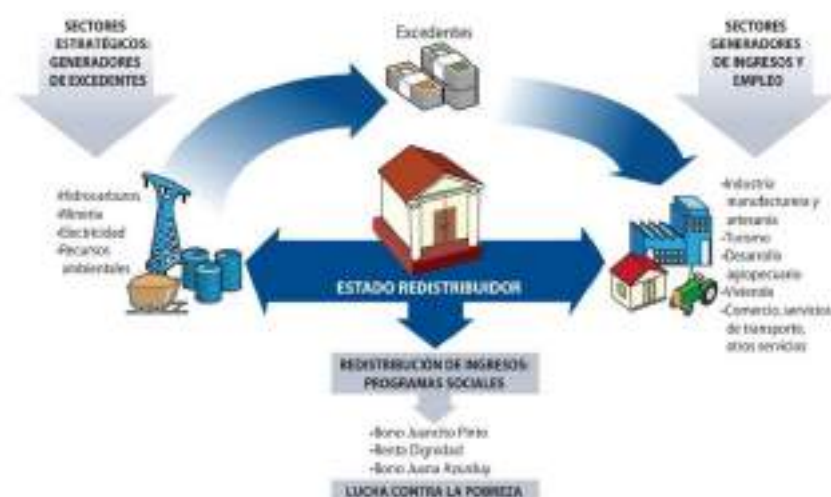 SECTORES
ESTRATÉGICOS:
GENERADORES
DE EXCEDENTES
Excedentes
SECTORES
GENERADORES
DE INGRESOS Y
EMPLEO
•Hidrocarburos
•Minería
•Electricidad
•Recursos
ambientales
•Industria
manufacturera y
artesanía
•Turismo
•Desarrollo
agropecuario
•Vivienda
•Comercio, servicios
de transporte,
otros servicios
ESTADO REDISTRIBUIDOR
REDISTRIBUCIÓN DE INGRESOS:
PROGRAMAS SOCIALES
•Bono Juancito Pinto
•Renta Dignidad
•Bono Juana Azurduy
LUCHA CONTRA LA POBREZA